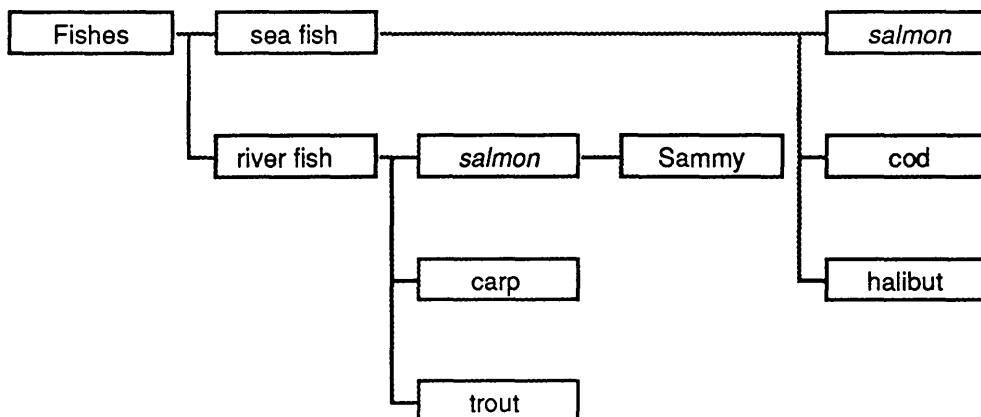 Fishes
sea fish
salmon
river fish
salmon
Sammy
cod
carp
halibut
trout